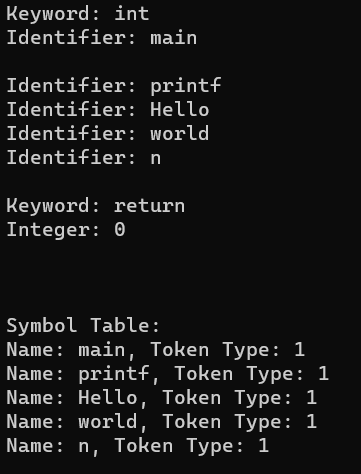 Keyword: int
Identifier: main
Identifier: printf
Identifier: Hello
Identifier: world
Identifier: n
Keyword: return
Integer: 0
Symbol Table:
Name: main, Token Type: 1
Name: printf, Token Type: 1
Name: Hello, Token Type: 1
Name: world, Token Type: 1
Name: n, Token Type: 1